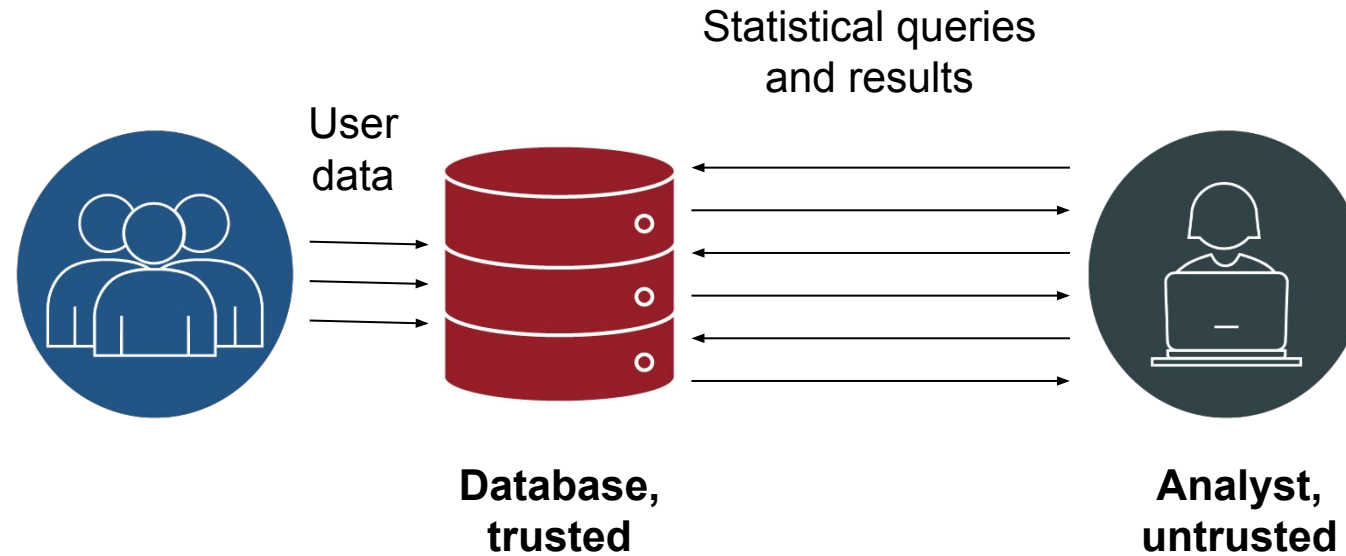 Statistical queries
and results
User
data
Database,
trusted
Analyst,
untrusted